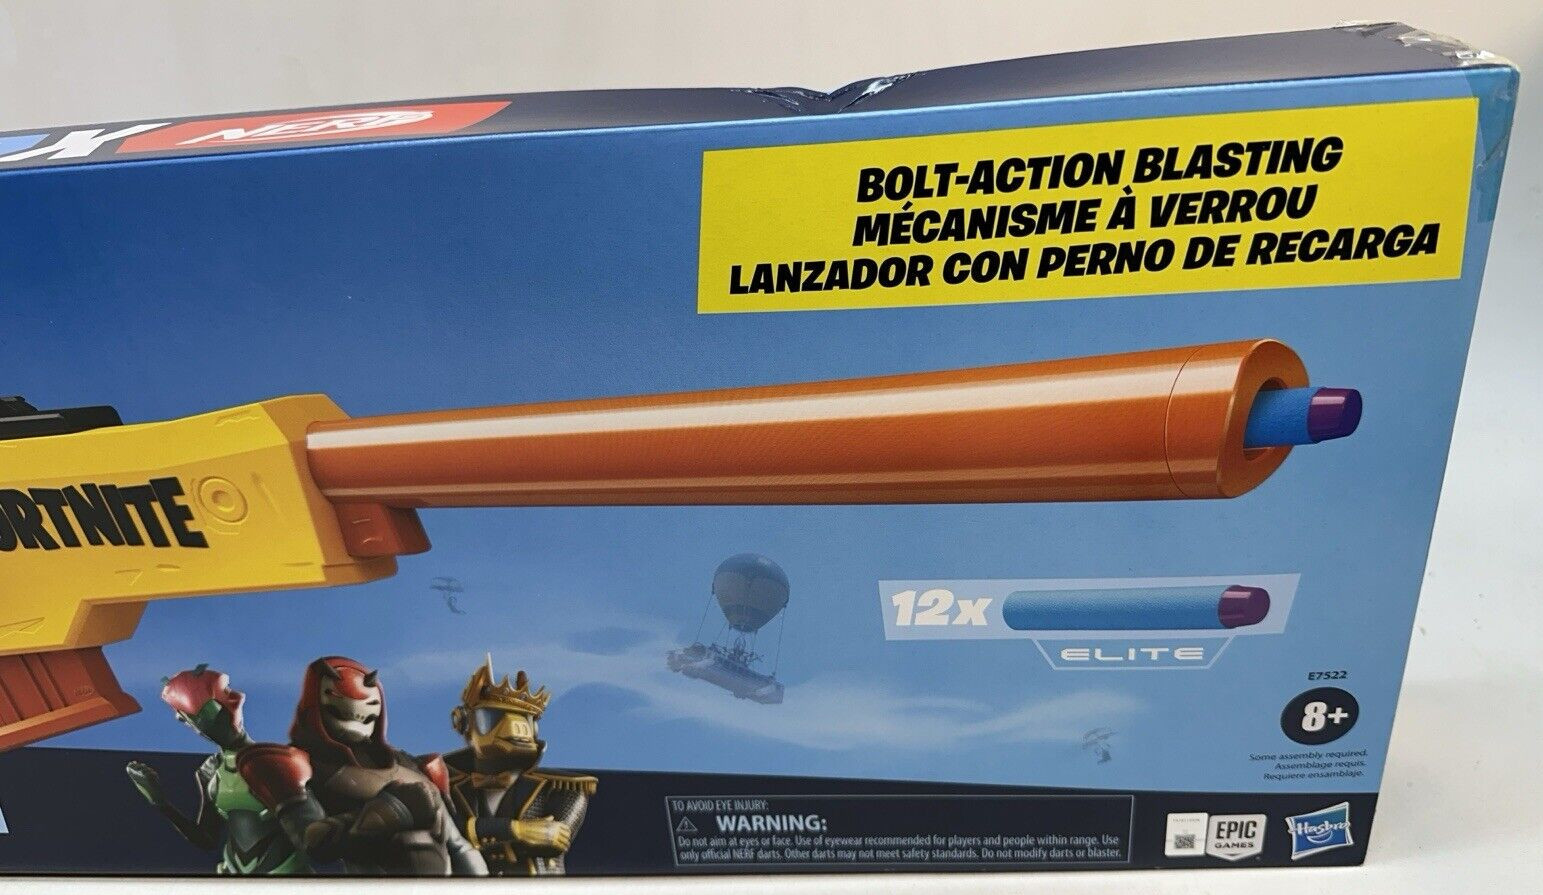 NERF
BOLT-ACTION BLASTING
MÉCANISME À VERROU
LANZADOR CON PERNO DE RECARGA
ORTNITE
12x
ELITE
E7522
8+
Some assembly required.
Assemblage requis.
Requiere ensamblaje.
TO AVOID EYE INJURY:
WARNING:
Do not aim at eyes or face. Use of eyewear recommended for players and people within range. Use
only official NERF darts. Other darts may not meet safety standards. Do not modify darts or blaster.
EPIC
GAMES
Hasbro